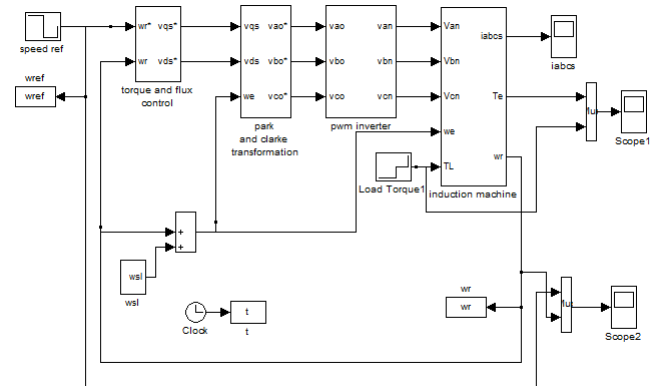 speed ref
wref
wref
wr*
vqs*
wr
vds*
torque and flux
control
vqs
vao*
vds
vbo*
we
vco*
park
and clarke
transformation
vao
van
vbo
vbn
vco
vcn
pwm inverter
Van
iabcs
Vbn
Vcn
Te
we
wr
TL
induction machine
iabcs
Scope1
Load Torque1
+
+
wsl
wsl
Clock
t
t
wr
wr
Scope2